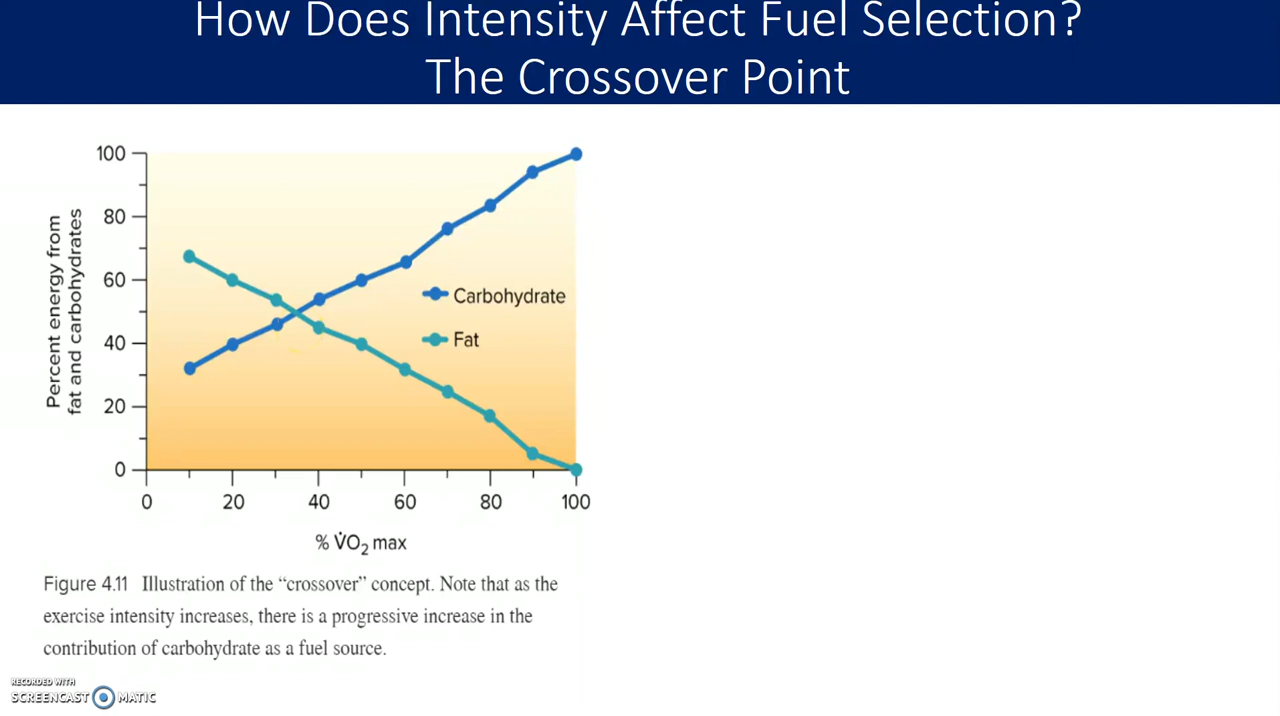 How Does Intensity Affect Fuel Selection?
The Crossover Point
100
80
60
40
20
0
Percent energy from
fat and carbohydrates
Carbohydrate
Fat
0 20 40 60 80 100
% V̇O₂ max
Figure 4.11 Illustration of the “crossover” concept. Note that as the
exercise intensity increases, there is a progressive increase in the
contribution of carbohydrate as a fuel source.
RECORDED WITH
SCREENCAST MATIC